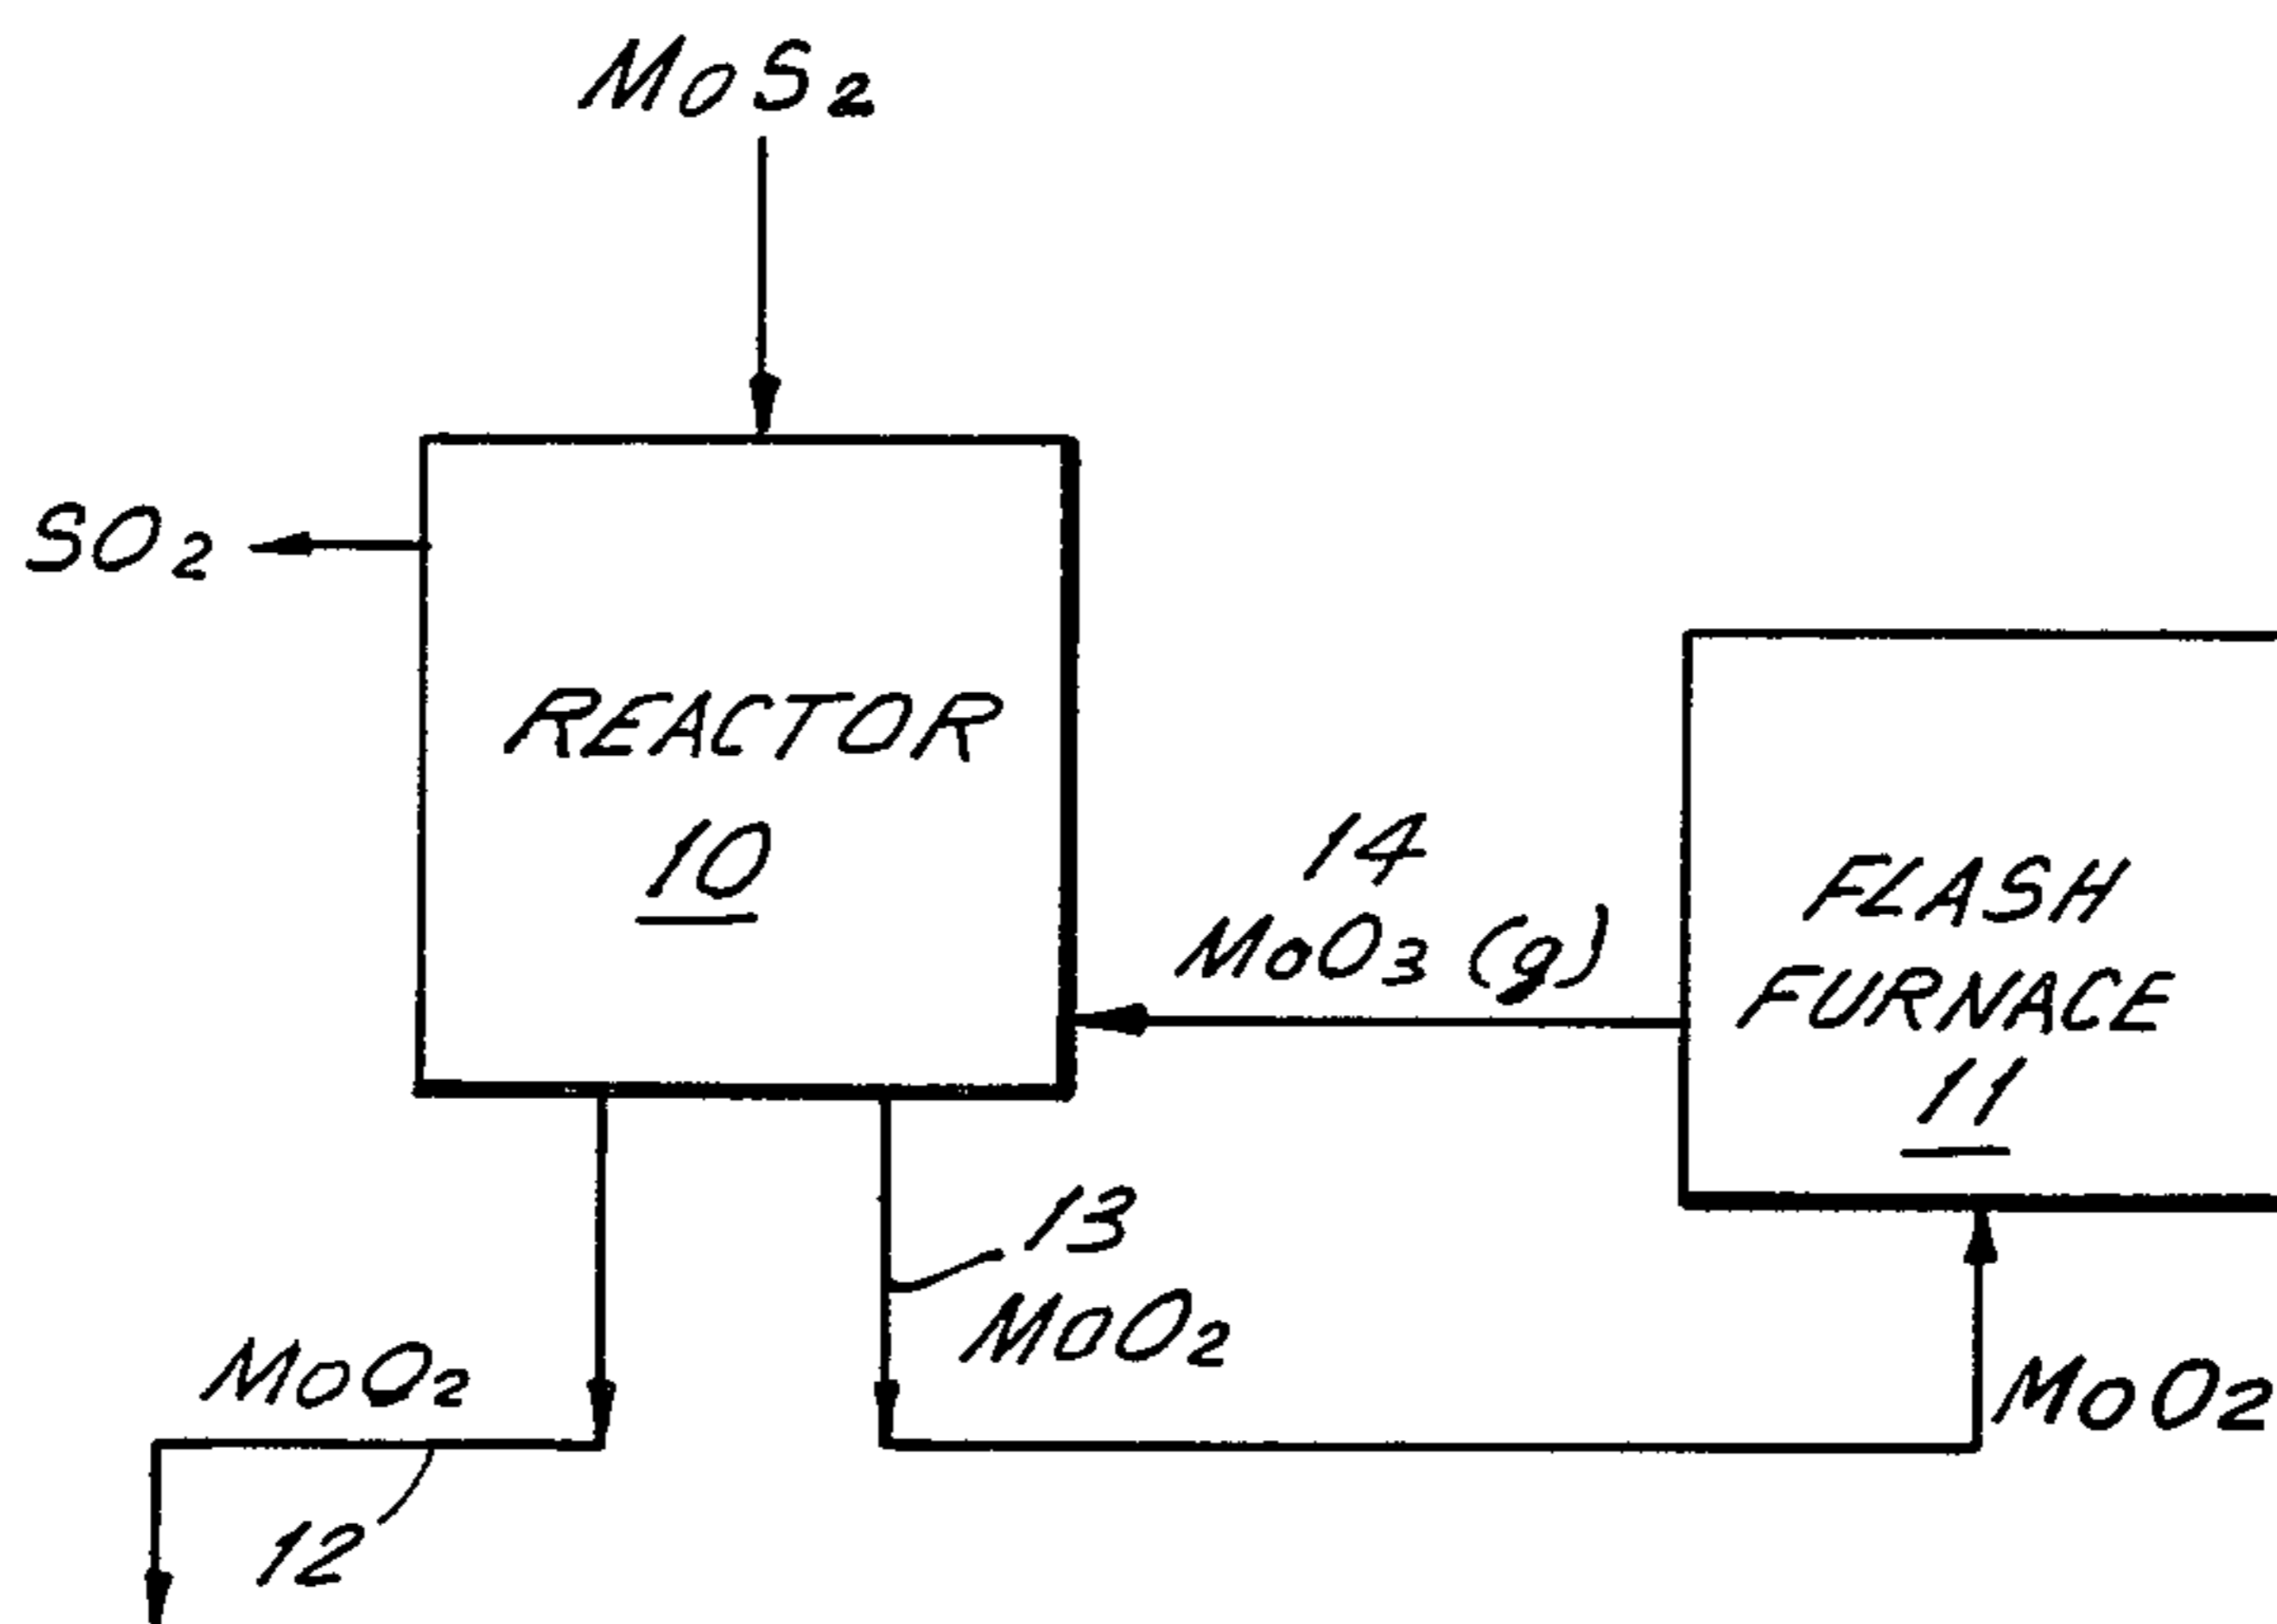 MoS₂
SO₂
REACTOR
10
14
MoO₃ (g)
FLASH
FURNACE
11
13
MoO₂
MoO₂
MoO₂
12